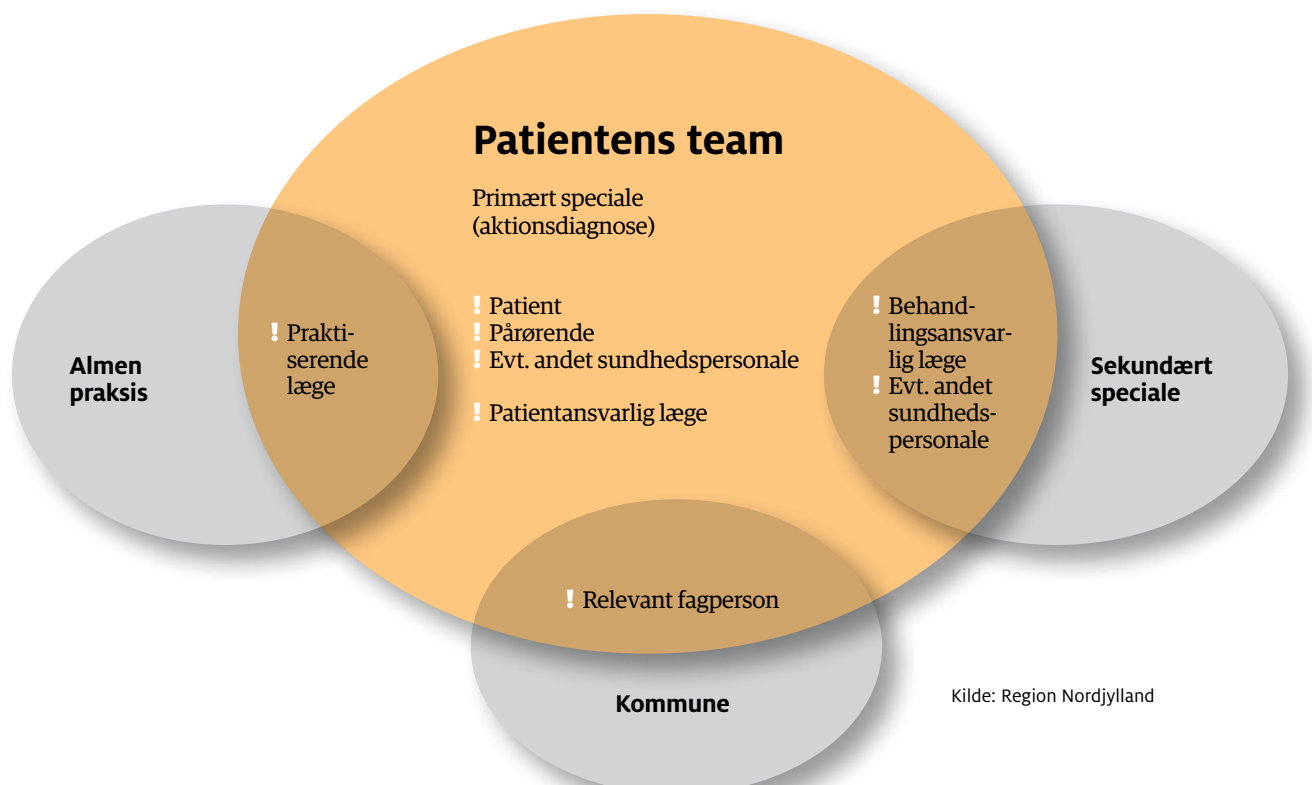 Patientens team
Primært speciale
(aktionsdiagnose)
! Patient
! Pårørende
! Evt. andet sundhedspersonale
! Patientansvarlig læge
Almen
praksis
! Prakti-
serende
læge
! Behand-
lingsansvar-
lig læge
! Evt. andet
sundheds-
personale
Sekundært
speciale
! Relevant fagperson
Kommune
Kilde: Region Nordjylland